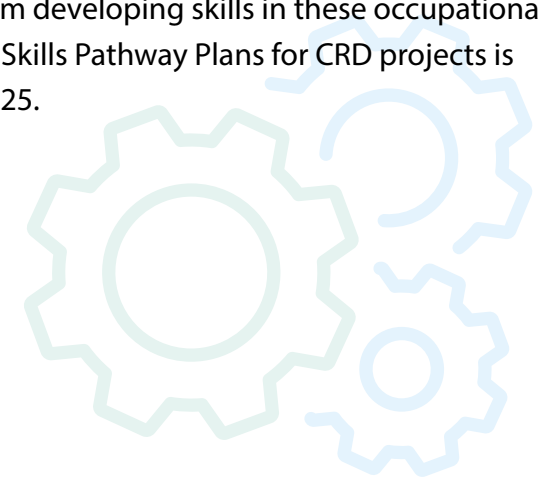 m developing skills in these occupationa
Skills Pathway Plans for CRD projects is
25.